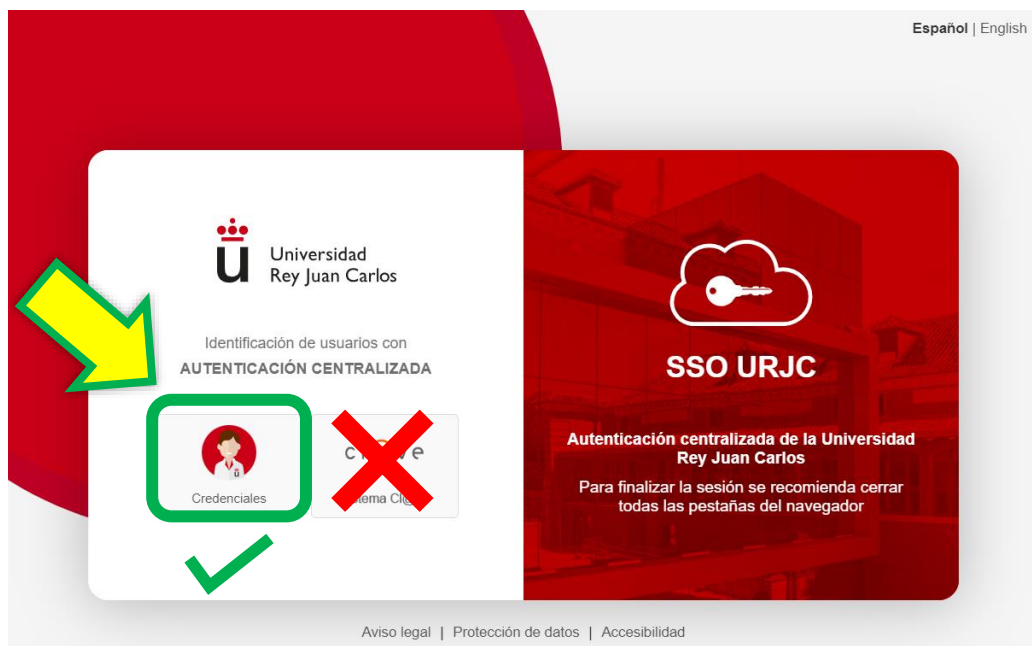 Español | English
Universidad
Rey Juan Carlos
Identificación de usuarios con
AUTENTICACIÓN CENTRALIZADA
Credenciales
SSO URJC
Autenticación centralizada de la Universidad
Rey Juan Carlos
Para finalizar la sesión se recomienda cerrar
todas las pestañas del navegador
Aviso legal | Protección de datos | Accesibilidad